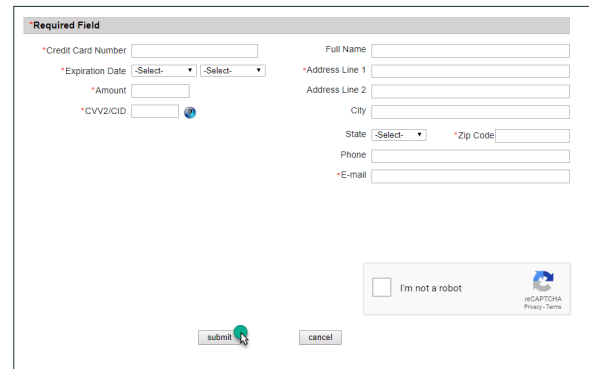 *Required Field
*Credit Card Number
*Expiration Date -Select- -Select-
*Amount
*CVV2/CID
Full Name
*Address Line 1
Address Line 2
City
State -Select- *Zip Code
Phone
*E-mail
I'm not a robot
reCAPTCHA
Privacy - Terms
submit cancel